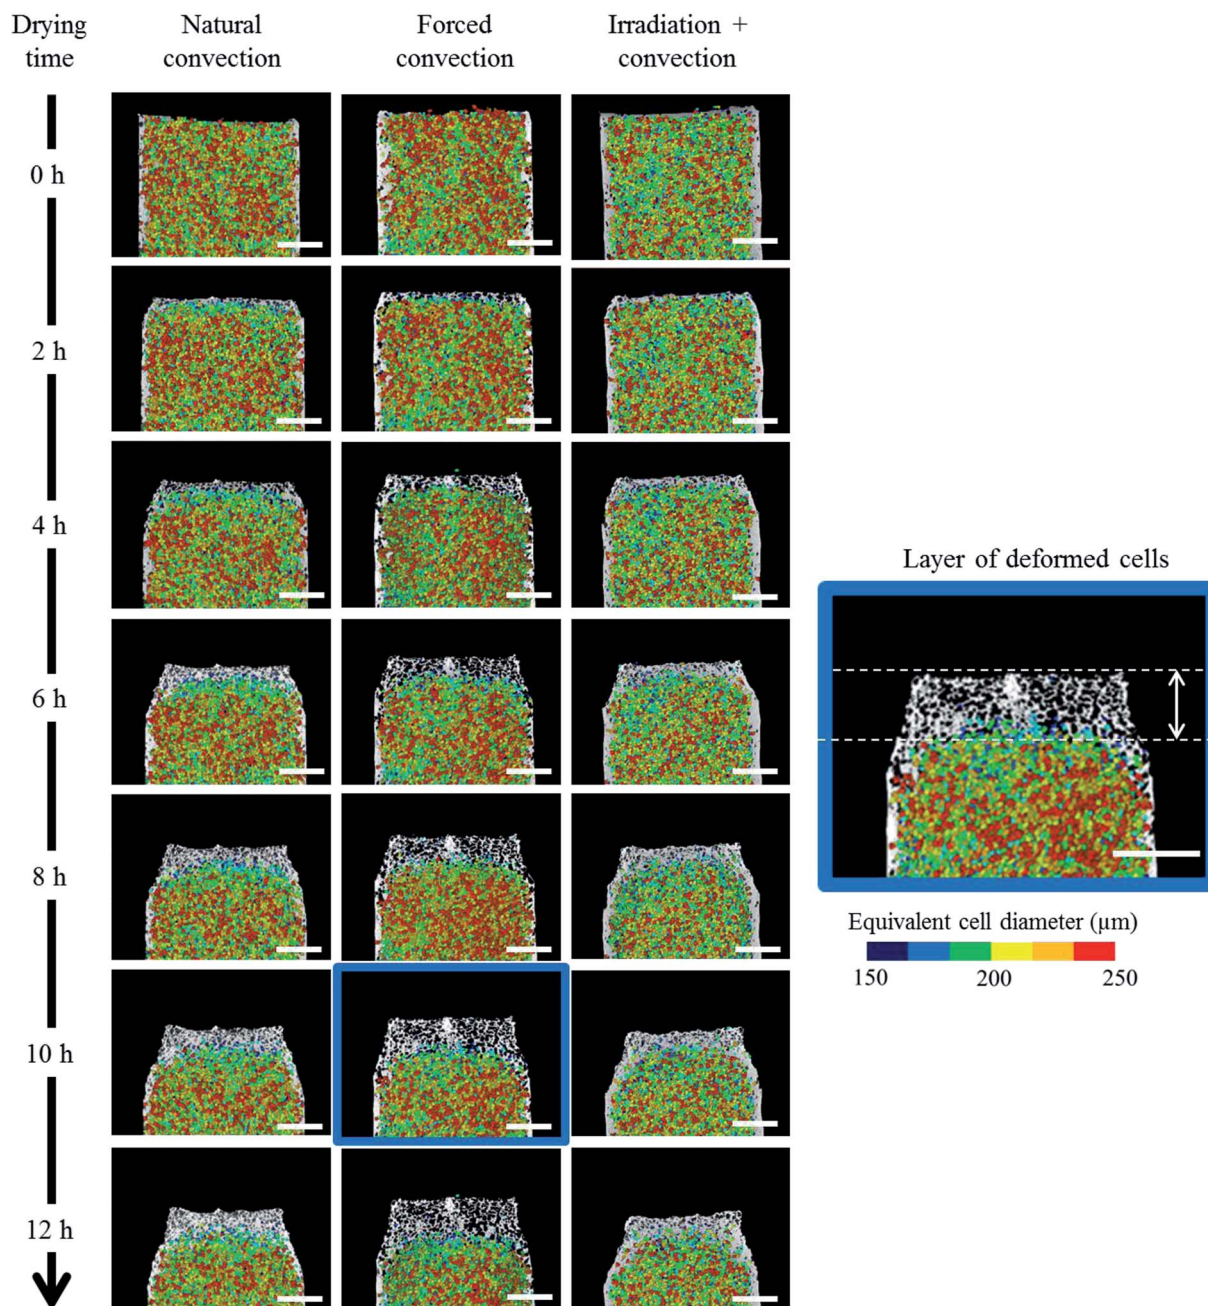 Drying
time
Natural
convection
Forced
convection
Irradiation +
convection
0 h
2 h
4 h
6 h
8 h
10 h
12 h
Layer of deformed cells
Equivalent cell diameter (µm)
150 200 250